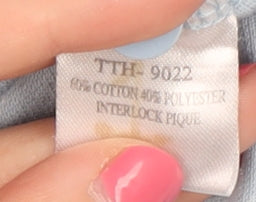 TTH- 9022
60% COTTON 40% POLYESTER
INTERLOCK PIQUE